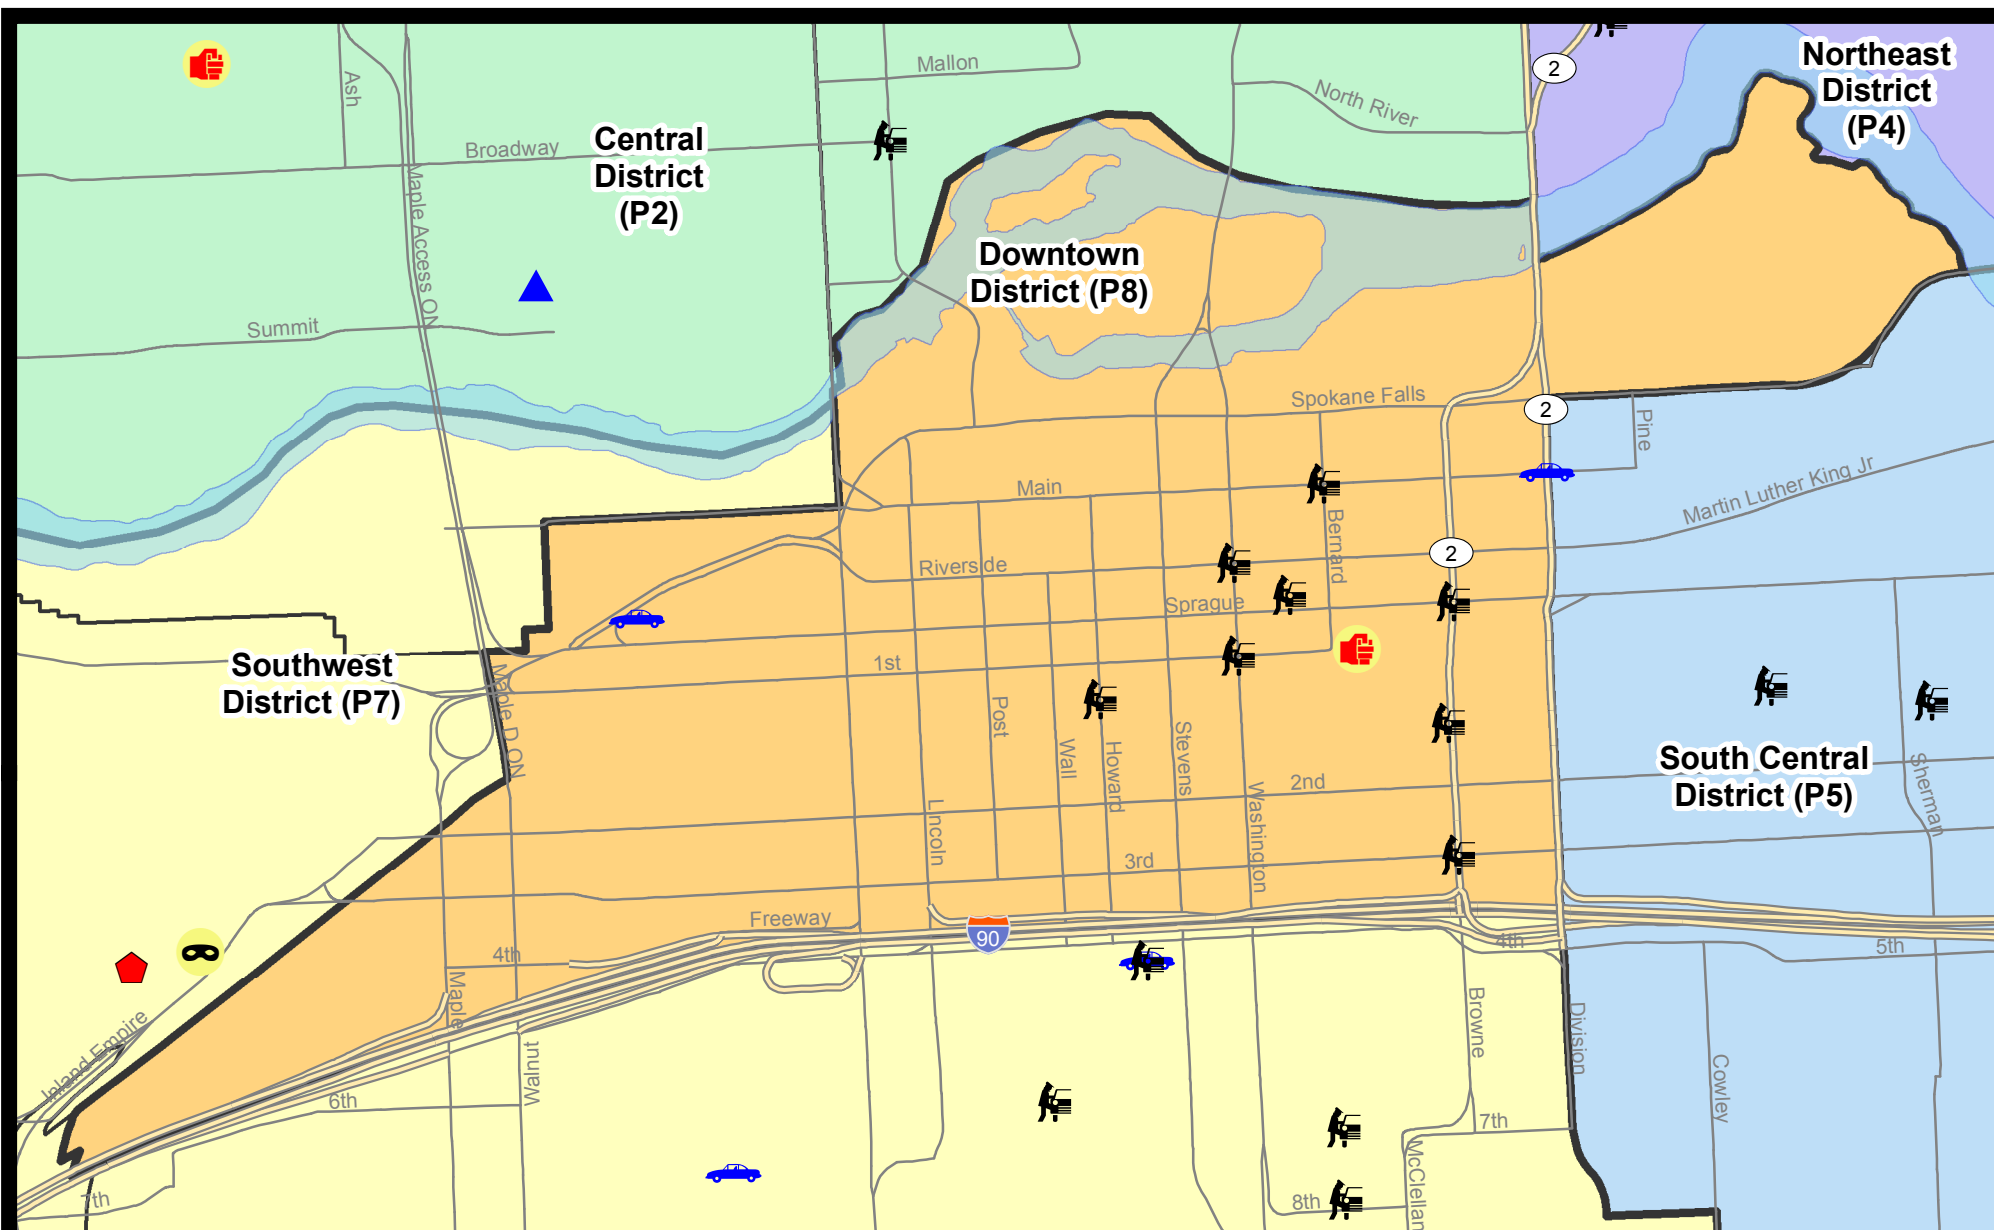 Northeast
District
(P4)
2
Mallon
Ash
North River
Central
District
(P2)
Broadway
Maple Access ON
Downtown
District (P8)
Summit
Spokane Falls
2
Pine
Main
Martin Luther King Jr
Bernard
2
Riverside
Sprague
Southwest
District (P7)
1st
Maple D ON
Post
Wall
Howard
Stevens
2nd
Washington
South Central
District (P5)
Sherman
Lncoln
3rd
Freeway
90
4th
4th
5th
Maple
Browne
Division
Inland Empire
Walnut
6th
Cowley
7th
McClellan
7th
8th